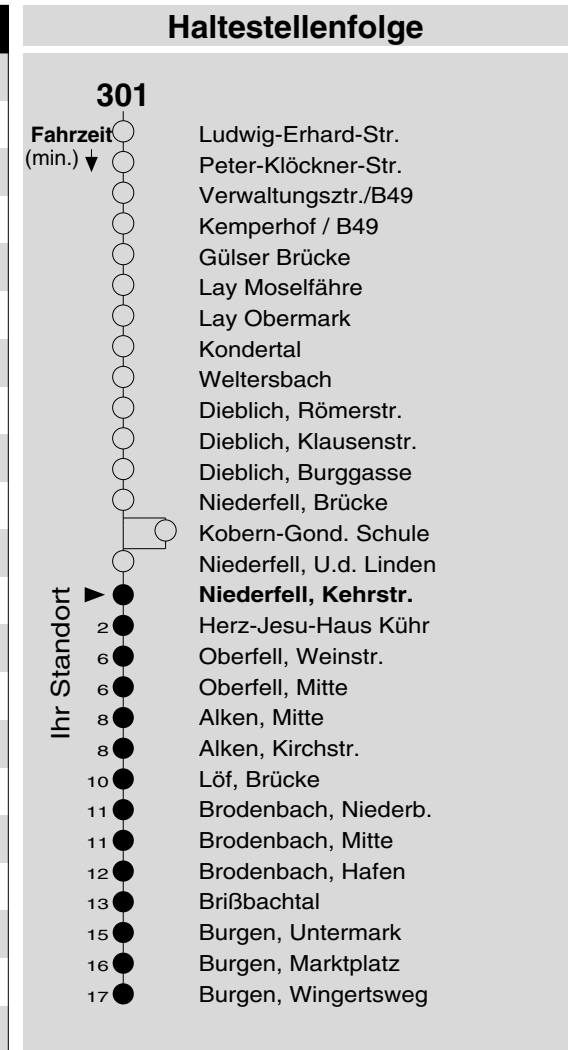 Haltestellenfolge
301
Fahrzeit
(min.)
Ludwig-Erhard-Str.
Peter-Klöckner-Str.
Verwaltungsztr./B49
Kemperhof / B49
Gülser Brücke
Lay Moselfähre
Lay Obermark
Kondertal
Weltersbach
Dieblich, Römerstr.
Dieblich, Klausenstr.
Dieblich, Burggasse
Niederfell, Brücke
Kobern-Gond. Schule
Niederfell, U.d. Linden
Ihr Standort
Niederfell, Kehrstr.
2 Herz-Jesu-Haus Kühr
6 Oberfell, Weinstr.
6 Oberfell, Mitte
8 Alken, Mitte
8 Alken, Kirchstr.
10 Löf, Brücke
11 Brodenbach, Niederb.
11 Brodenbach, Mitte
12 Brodenbach, Hafen
13 Brißbachtal
15 Burgen, Untermark
16 Burgen, Marktplatz
17 Burgen, Wingertsweg